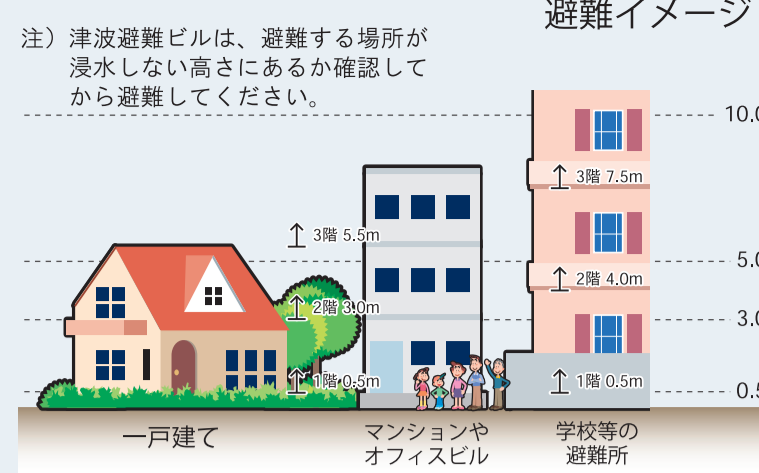 避難イメージ
注）津波避難ビルは、避難する場所が
浸水しない高さにあるか確認して
から避難してください。
10.0
3階 7.5m
3階 5.5m
5.0
2階 4.0m
2階 3.0m
3.0
1階 0.5m
1階 0.5m
0.5
一戸建て
マンションや
オフィスビル
学校等の
避難所